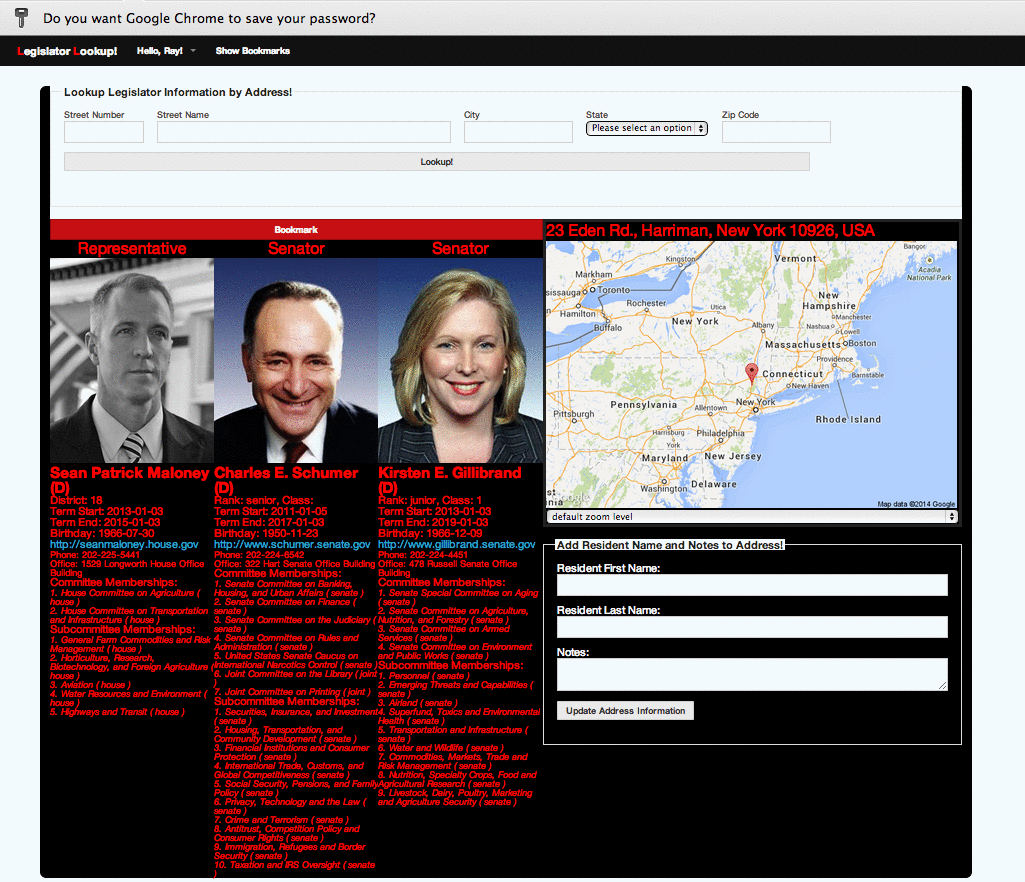 Do you want Google Chrome to save your password?
Legislator Lookup! Hello, Ray! Show Bookmarks
Lookup Legislator Information by Address!
Street Number Street Name City State Zip Code
Please select an option
Lookup!
Bookmark
Representative
Sean Patrick Maloney
(D)
District: 18
Term Start: 2013-01-03
Term End: 2015-01-03
Birthday: 1966-07-30
http://seanmaloney.house.gov
Phone: 202-225-5441
Office: 1529 Longworth House Office
Building
Committee Memberships:
1. House Committee on Agriculture (
house )
2. House Committee on Transportation
and Infrastructure ( house )
Subcommittee Memberships:
1. General Farm Commodities and Risk
Management ( house )
2. Horticulture, Research,
Biotechnology, and Foreign Agriculture (
house )
3. Aviation ( house )
4. Water Resources and Environment (
house )
5. Highways and Transit ( house )
Senator
Charles E. Schumer
(D)
Rank: senior, Class:
Term Start: 2011-01-05
Term End: 2017-01-03
Birthday: 1950-11-23
http://www.schumer.senate.gov
Phone: 202-224-6542
Office: 322 Hart Senate Office Building
Committee Memberships:
1. Senate Committee on Banking,
Housing, and Urban Affairs ( senate )
2. Senate Committee on Finance (
senate )
3. Senate Committee on the Judiciary (
senate )
4. Senate Committee on Rules and
Administration ( senate )
5. United States Senate Caucus on
International Narcotics Control ( senate )
6. Joint Committee on the Library ( joint
)
7. Joint Committee on Printing ( joint )
Subcommittee Memberships:
1. Securities, Insurance, and Investment
( senate )
2. Housing, Transportation, and
Community Development ( senate )
3. Financial Institutions and Consumer
Protection ( senate )
4. International Trade, Customs, and
Global Competitiveness ( senate )
5. Social Security, Pensions, and Family
Policy ( senate )
6. Privacy, Technology and the Law (
senate )
7. Crime and Terrorism ( senate )
8. Antitrust, Competition Policy and
Consumer Rights ( senate )
9. Immigration, Refugees and Border
Security ( senate )
10. Taxation and IRS Oversight ( senate
)
Senator
Kirsten E. Gillibrand
(D)
Rank: junior, Class: 1
Term Start: 2013-01-03
Term End: 2019-01-03
Birthday: 1966-12-09
http://www.gillibrand.senate.gov
Phone: 202-224-4451
Office: 478 Russell Senate Office
Building
Committee Memberships:
1. Senate Special Committee on Aging
( senate )
2. Senate Committee on Agriculture,
Nutrition, and Forestry ( senate )
3. Senate Committee on Armed
Services ( senate )
4. Senate Committee on Environment
and Public Works ( senate )
Subcommittee Memberships:
1. Personnel ( senate )
2. Emerging Threats and Capabilities (
senate )
3. Airland ( senate )
4. Superfund, Toxics and Environmental
Health ( senate )
5. Transportation and Infrastructure (
senate )
6. Water and Wildlife ( senate )
7. Commodities, Markets, Trade and
Risk Management ( senate )
8. Nutrition, Specialty Crops, Food and
Agricultural Research ( senate )
9. Livestock, Dairy, Poultry, Marketing
and Agriculture Security ( senate )
23 Eden Rd., Harriman, New York 10926, USA
Bangor
Kingston
Vermont
Acadia
National Park
Markham
ssissauga
Toronto
New
Hampshire
Rochester
Utica
Hamilton
Manchester
Buffalo
New York
Albany
Nashua
Lowell
Massachusetts
Boston
Providence
Connecticut
Barnstable
New Haven
Pennsylvania
Allentown
New York
Rhode Island
Pittsburgh
Harrisburg
Philadelphia
York
Maryland
New Jersey
Washington
Delaware
st
nia
Google
Map data ©2014 Google
default zoom level
Add Resident Name and Notes to Address!
Resident First Name:
Resident Last Name:
Notes:
Update Address Information